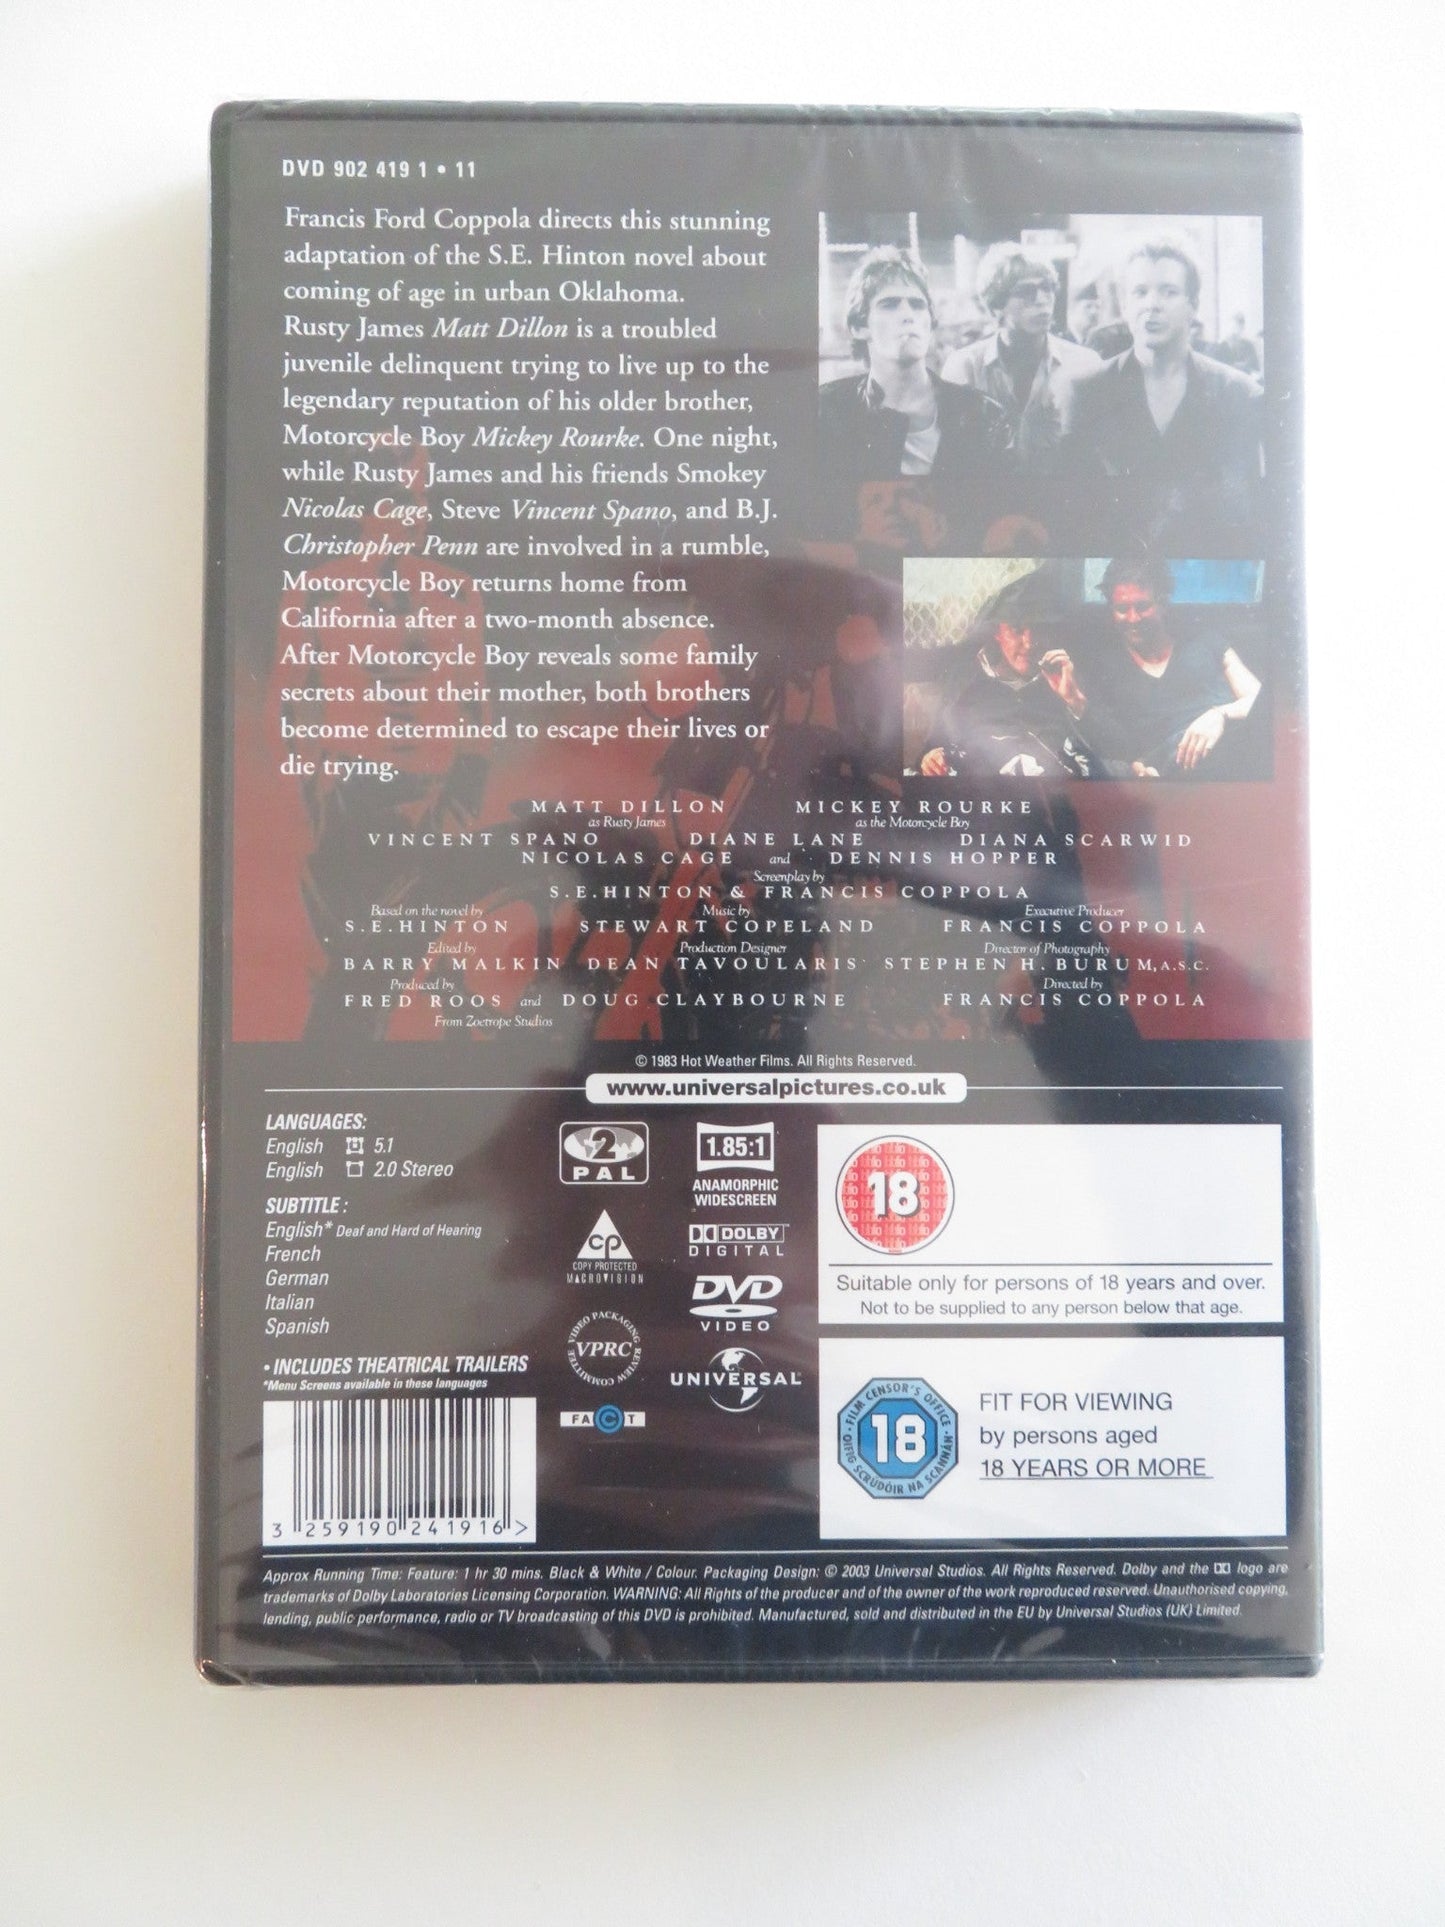 DVD 902 419 1 • 11
Francis Ford Coppola directs this stunning
adaptation of the S.E. Hinton novel about
coming of age in urban Oklahoma.
Rusty James Matt Dillon is a troubled
juvenile delinquent trying to live up to the
legendary reputation of his older brother,
Motorcycle Boy Mickey Rourke. One night,
while Rusty James and his friends Smokey
Nicolas Cage, Steve Vincent Spano, and B.J.
Christopher Penn are involved in a rumble,
Motorcycle Boy returns home from
California after a two-month absence.
After Motorcycle Boy reveals some family
secrets about their mother, both brothers
become determined to escape their lives or
die trying.
MATT DILLON MICKEY ROURKE
as Rusty James as the Motorcycle Boy
VINCENT SPANO DIANE LANE DIANA SCARWID
NICOLAS CAGE and DENNIS HOPPER
Screenplay by
S.E.HINTON & FRANCIS COPPOLA
Based on the novel by Music by Executive Producer
S.E.HINTON STEWART COPELAND FRANCIS COPPOLA
Edited by Production Designer Director of Photography
BARRY MALKIN DEAN TAVOULARIS STEPHEN H. BURUM, A.S.C.
Produced by Directed by
FRED ROOS and DOUG CLAYBOURNE FRANCIS COPPOLA
From Zoetrope Studios
© 1983 Hot Weather Films. All Rights Reserved.
www.universalpictures.co.uk
LANGUAGES:
English 5.1
English 2.0 Stereo
SUBTITLE :
English* Deaf and Hard of Hearing
French
German
Italian
Spanish
• INCLUDES THEATRICAL TRAILERS
*Menu Screens available in these languages
3 259190 241916 >
2
PAL
CP
COPY PROTECTED
MACROVISION
VIDEO PACKAGING REVIEW COMMITTEE
VPRC
FACT
1.85:1
ANAMORPHIC
WIDESCREEN
DOLBY
DIGITAL
DVD
VIDEO
UNIVERSAL
18
Suitable only for persons of 18 years and over.
Not to be supplied to any person below that age.
FILM CENSOR'S OFFICE
18
OIFIG SCRÚDÓIR NA SCANNÁN
FIT FOR VIEWING
by persons aged
18 YEARS OR MORE
Approx Running Time: Feature: 1 hr 30 mins. Black & White / Colour. Packaging Design: © 2003 Universal Studios. All Rights Reserved. Dolby and the logo are
trademarks of Dolby Laboratories Licensing Corporation. WARNING: All Rights of the producer and of the owner of the work reproduced reserved. Unauthorised copying,
lending, public performance, radio or TV broadcasting of this DVD is prohibited. Manufactured, sold and distributed in the EU by Universal Studios (UK) Limited.